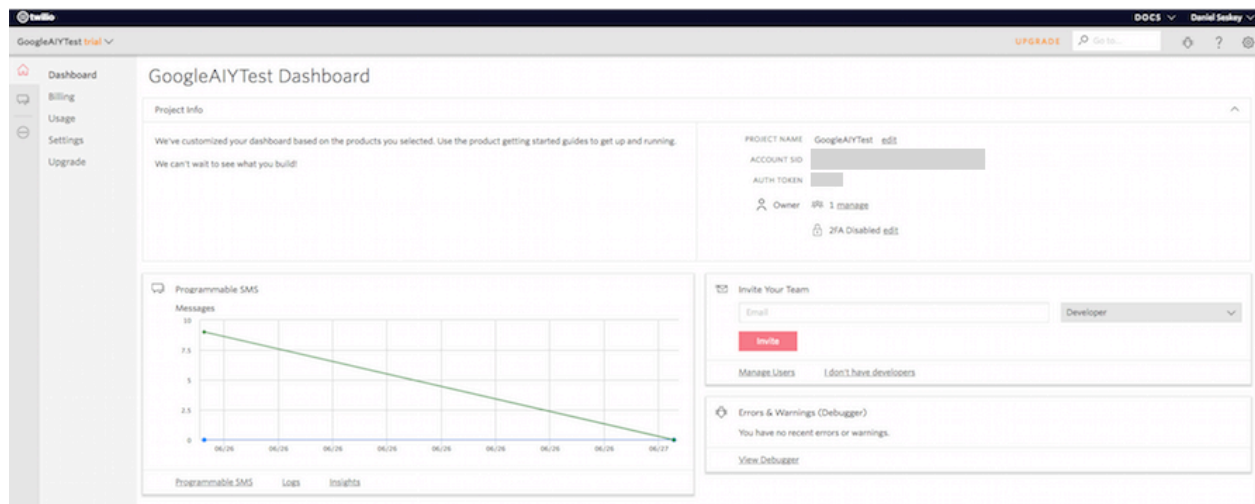 twilio
DOCS Daniel Seskey
GoogleAIYTest trial
UPGRADE Go to...
Dashboard
Billing
Usage
Settings
Upgrade
GoogleAIYTest Dashboard
Project Info
We've customized your dashboard based on the products you selected. Use the product getting started guides to get up and running.
We can't wait to see what you build!
PROJECT NAME GoogleAIYTest edit
ACCOUNT SID
AUTH TOKEN
Owner 1 manage
2FA Disabled edit
Programmable SMS
Messages
10
7.5
5
2.5
0
06/26 06/26 06/26 06/26 06/26 06/26 06/26 06/26 06/27
Programmable SMS Logs Insights
Invite Your Team
Email Developer
Invite
Manage Users I don't have developers
Errors & Warnings (Debugger)
You have no recent errors or warnings.
View Debugger